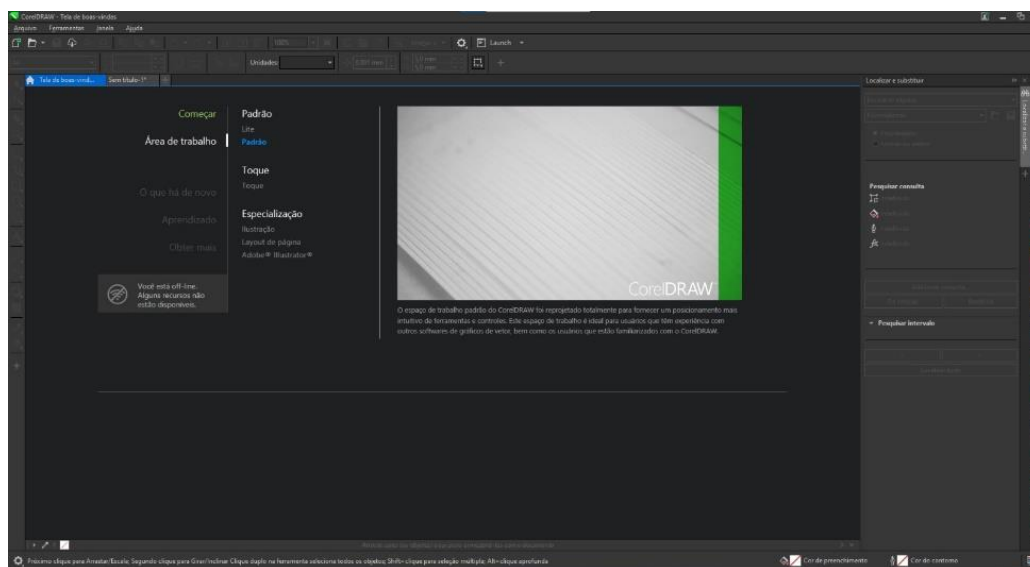 CorelDRAW - Tela de boas-vindas
Arquivo Ferramentas Janela Ajuda
100%
Launch
Unidades:
Tela de boas-vind... Sem título-1*
Localizar e substituir
Começar
Área de trabalho
O que há de novo
Aprendizado
Obter mais
Você está off-line.
Alguns recursos não
estão disponíveis.
Padrão
Lite
Padrão
Toque
Toque
Especialização
Ilustração
Layout de página
Adobe® Illustrator®
CorelDRAW
O espaço de trabalho padrão do CorelDRAW foi reprojetado totalmente para fornecer um posicionamento mais
intuitivo de ferramentas e controles. Este espaço de trabalho é ideal para usuários que têm experiência com
outros softwares de gráficos de vetor, bem como os usuários que estão familiarizados com o CorelDRAW.
Pesquisar consulta
Pesquisar intervalo
Próximo clique para Arrastar/Escala; Segundo clique para Girar/Inclinar Clique duplo na ferramenta seleciona todos os objetos; Shift+clique para seleção múltipla; Alt+clique aprofunda
Cor de preenchimento
Cor do contorno